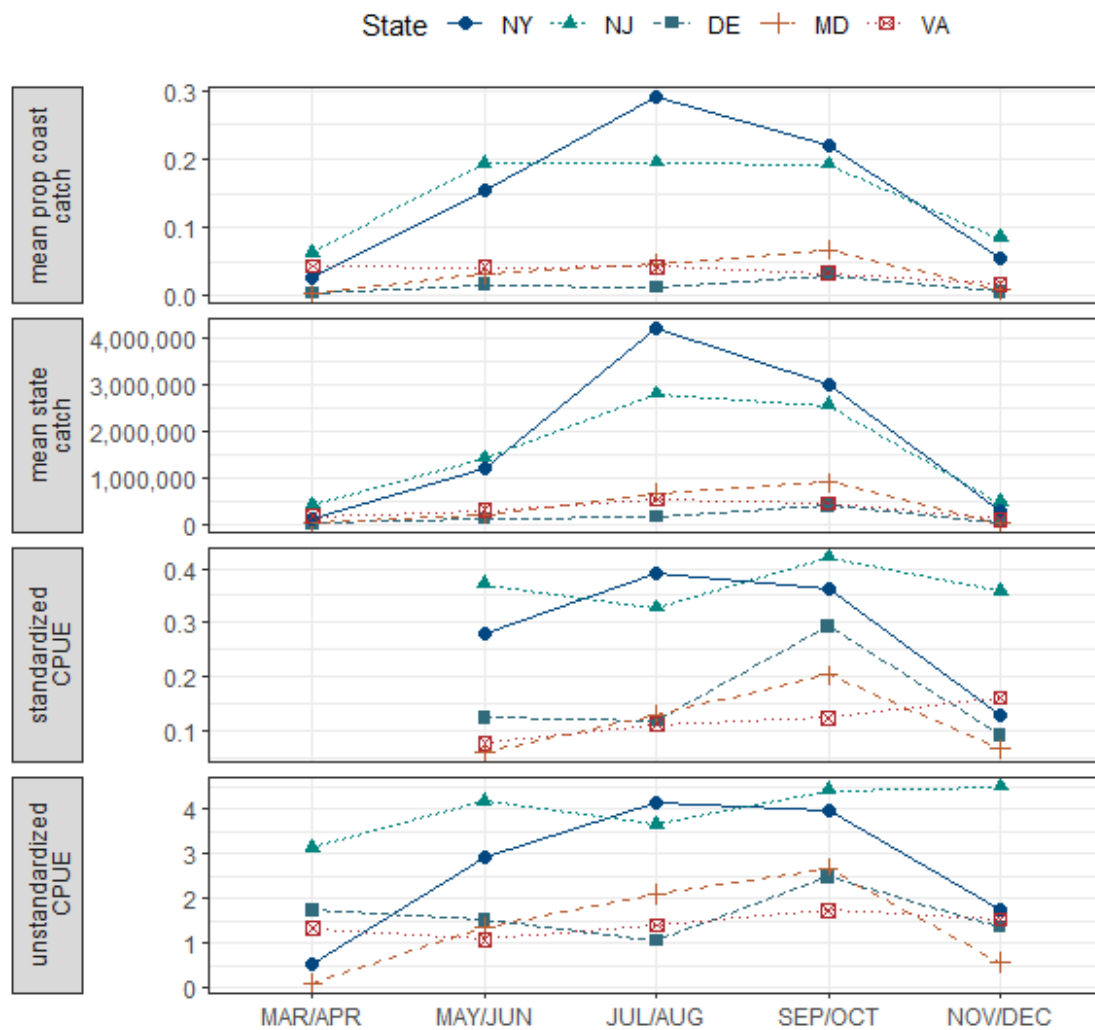 State NY NJ DE MD VA
mean prop coast
catch
0.3
0.2
0.1
0.0
mean state
catch
4,000,000
3,000,000
2,000,000
1,000,000
0
standardized
CPUE
0.4
0.3
0.2
0.1
unstandardized
CPUE
4
3
2
1
0
MAR/APR MAY/JUN JUL/AUG SEP/OCT NOV/DEC